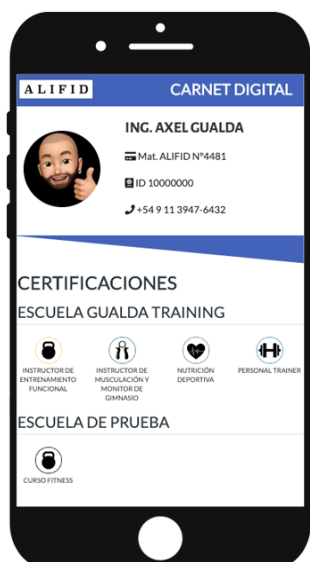 ALIFID
CARNET DIGITAL
ING. AXEL GUALDA
Mat. ALIFID N°4481
ID 10000000
+54 9 11 3947-6432
CERTIFICACIONES
ESCUELA GUALDA TRAINING
INSTRUCTOR DE
ENTRENAMIENTO
FUNCIONAL
INSTRUCTOR DE
MUSCULACIÓN Y
MONITOR DE
GIMNASIO
NUTRICIÓN
DEPORTIVA
PERSONAL TRAINER
ESCUELA DE PRUEBA
CURSO FITNESS